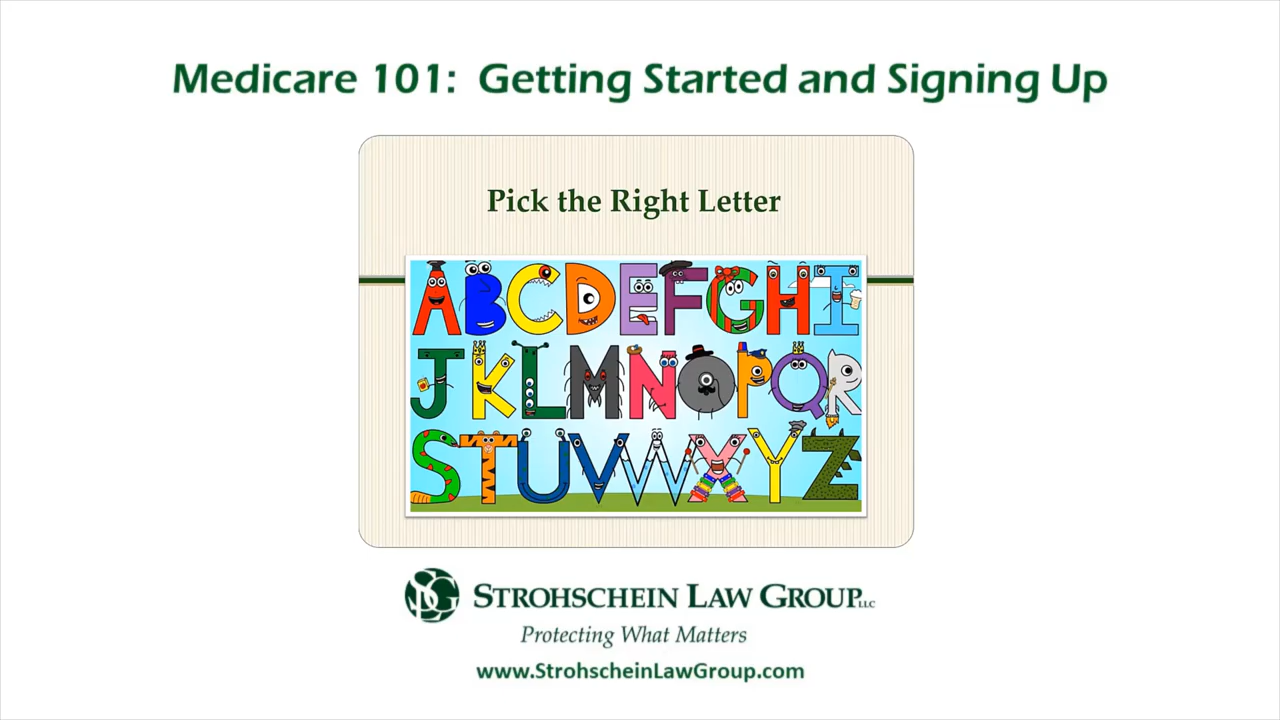 Medicare 101: Getting Started and Signing Up
Pick the Right Letter
ABCDEFGHI
JKLMNOPQR
STUVWXYZ
SLG STROHSCHEIN LAW GROUP LLC
Protecting What Matters
www.StrohscheinLawGroup.com